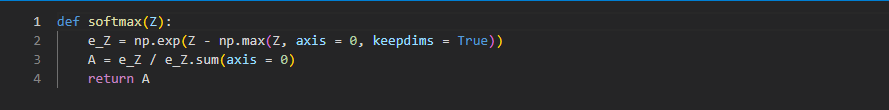 1 def softmax(Z):
2     e_Z = np.exp(Z - np.max(Z, axis = 0, keepdims = True))
3     A = e_Z / e_Z.sum(axis = 0)
4     return A